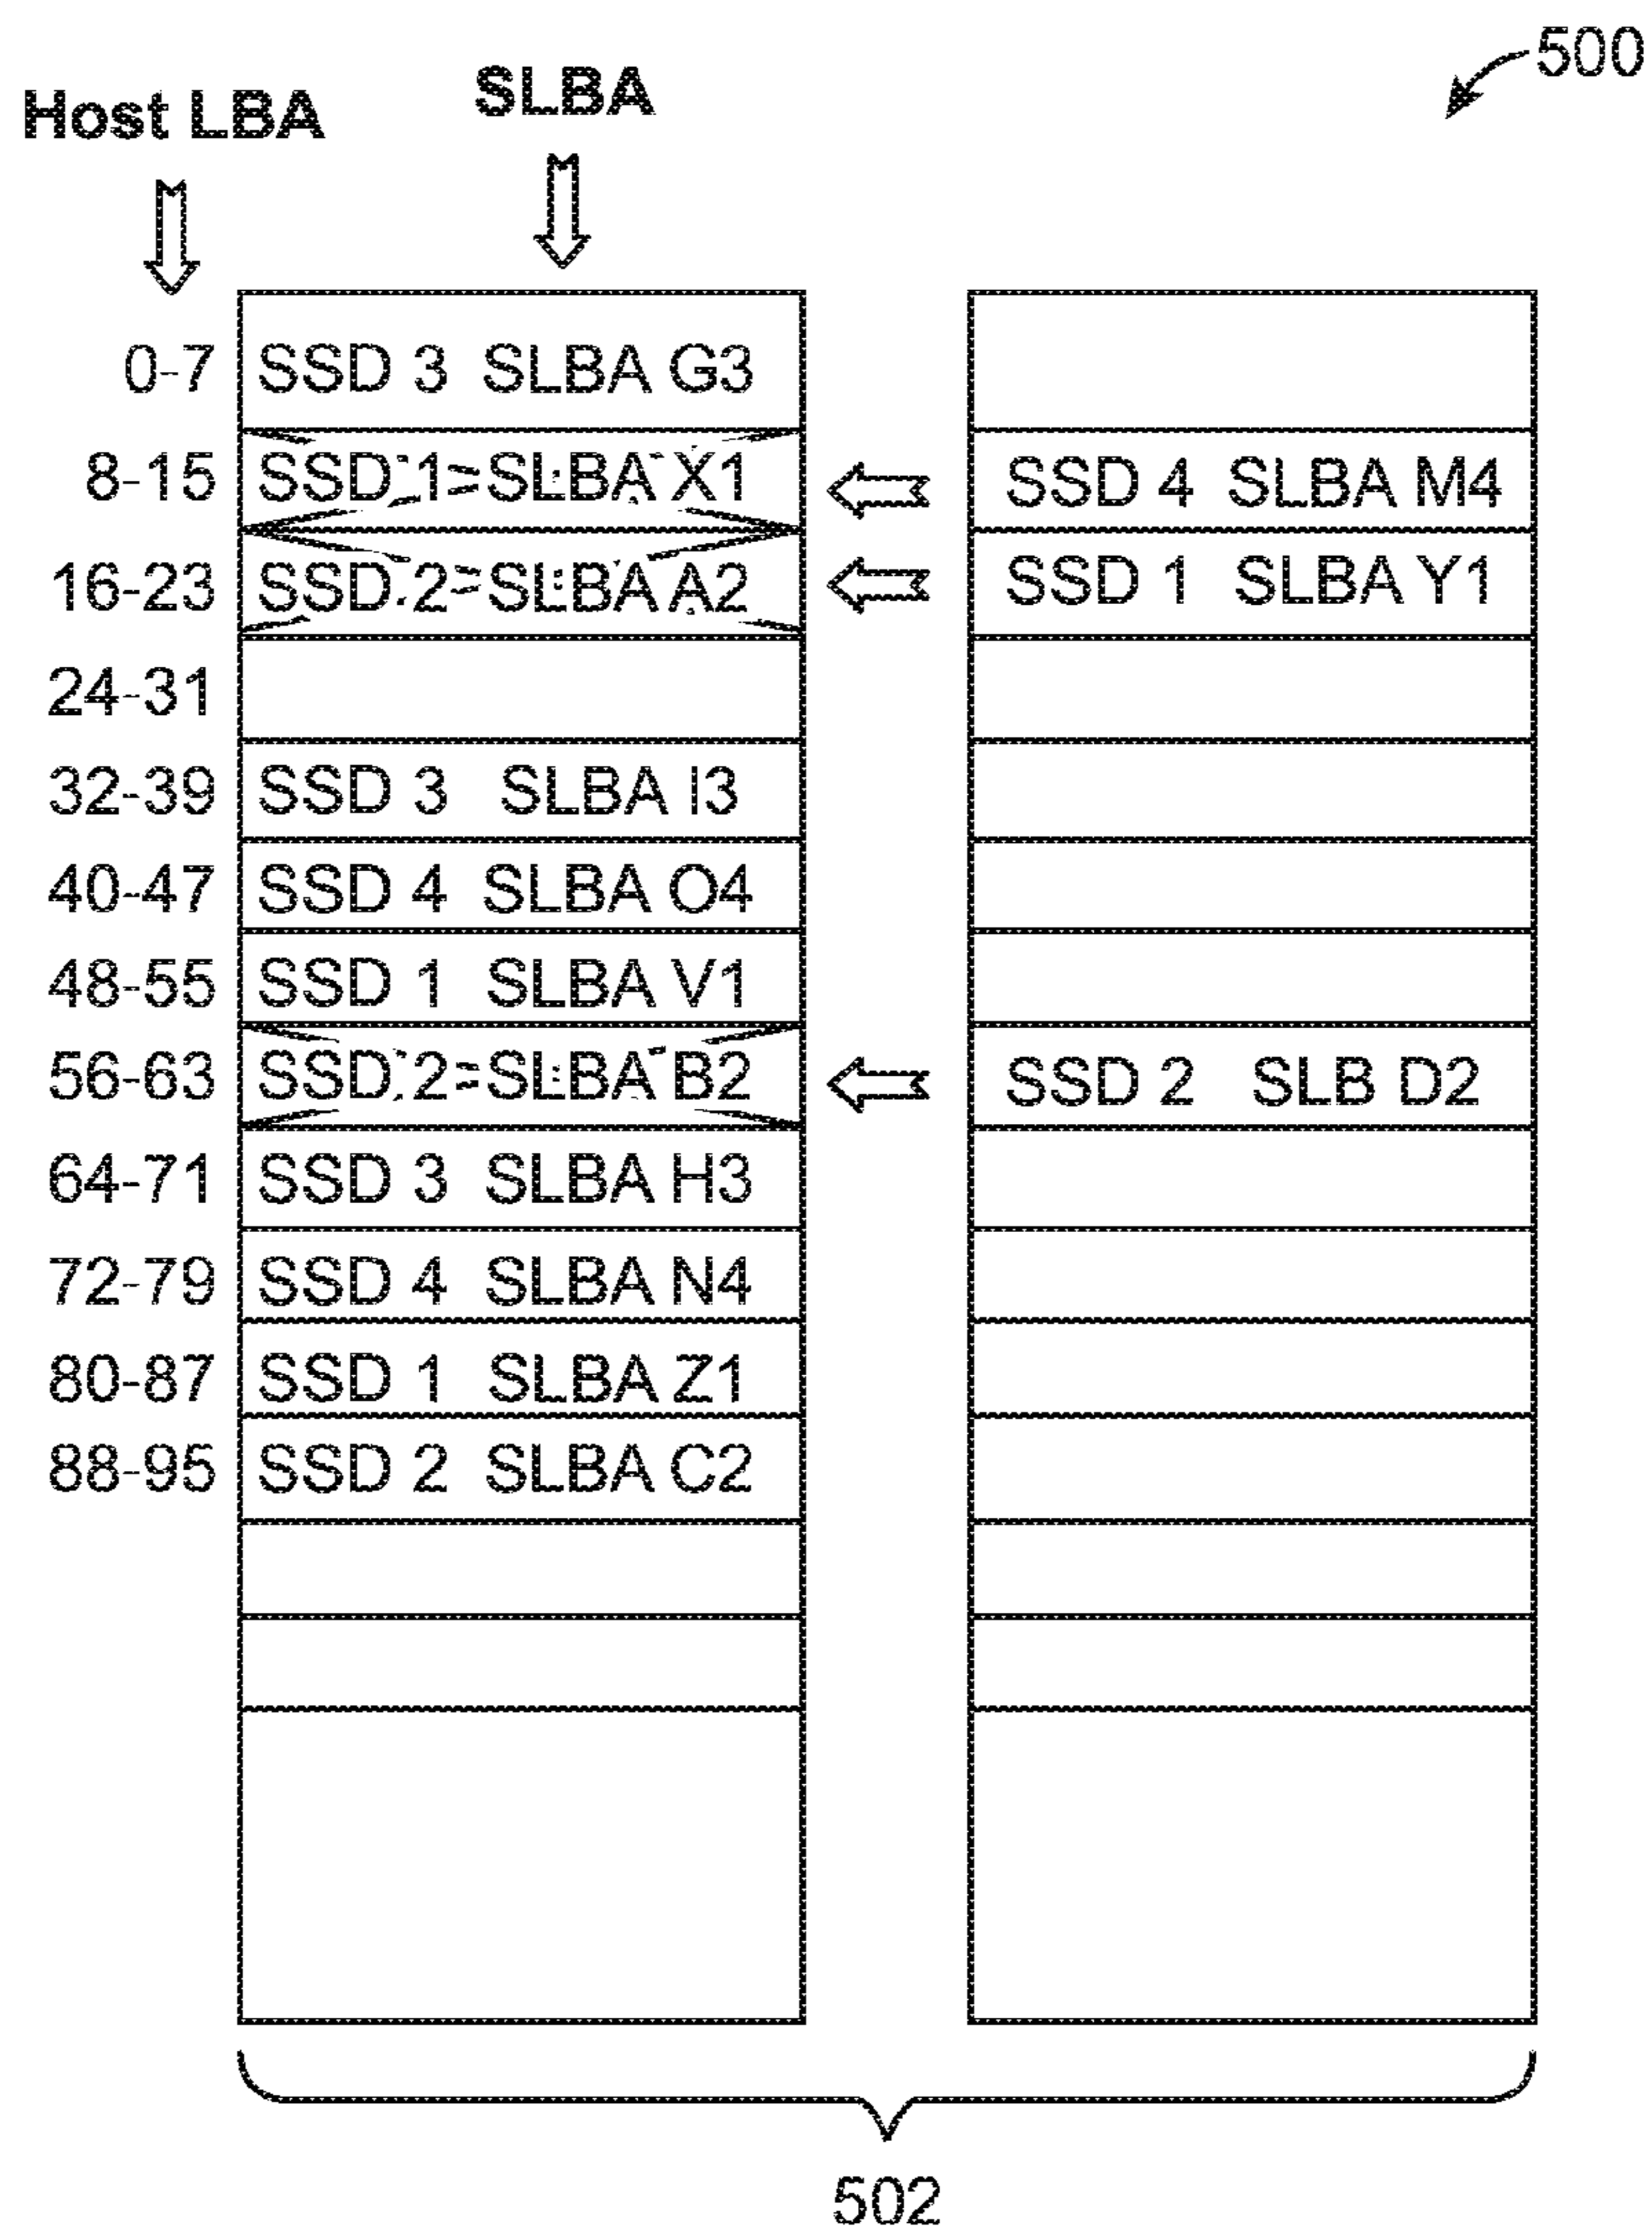 500
Host LBA SLBA
0-7 SSD 3 SLBA G3
8-15 SSD 1 SLBA X1 SSD 4 SLBA M4
16-23 SSD 2 SLBA A2 SSD 1 SLBA Y1
24-31
32-39 SSD 3 SLBA I3
40-47 SSD 4 SLBA O4
48-55 SSD 1 SLBA V1
56-63 SSD 2 SLBA B2 SSD 2 SLB D2
64-71 SSD 3 SLBA H3
72-79 SSD 4 SLBA N4
80-87 SSD 1 SLBA Z1
88-95 SSD 2 SLBA C2
502